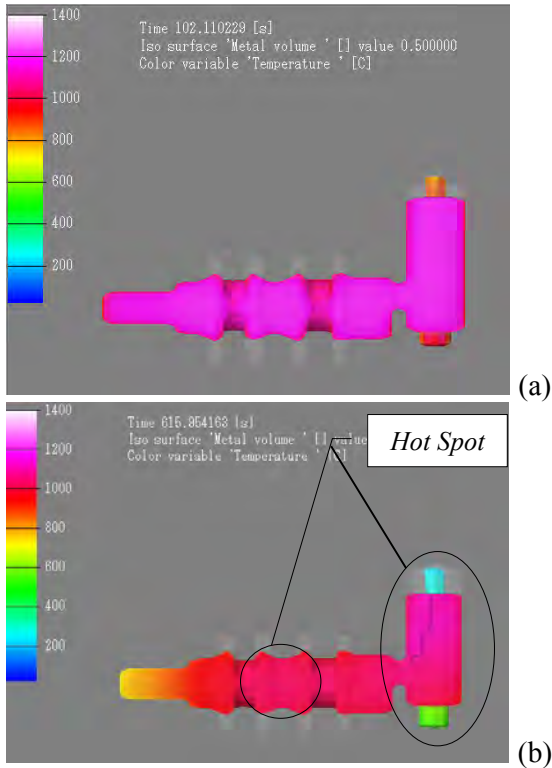 1400
1200
1000
800
600
400
200
Time 102.110229 [s]
Iso surface 'Metal volume ' [] value 0.500000
Color variable 'Temperature ' [C]
(a)
1400
1200
1000
800
600
400
200
Time 615.954163 [s]
Iso surface 'Metal volume ' [] value
Color variable 'Temperature ' [C]
Hot Spot
(b)